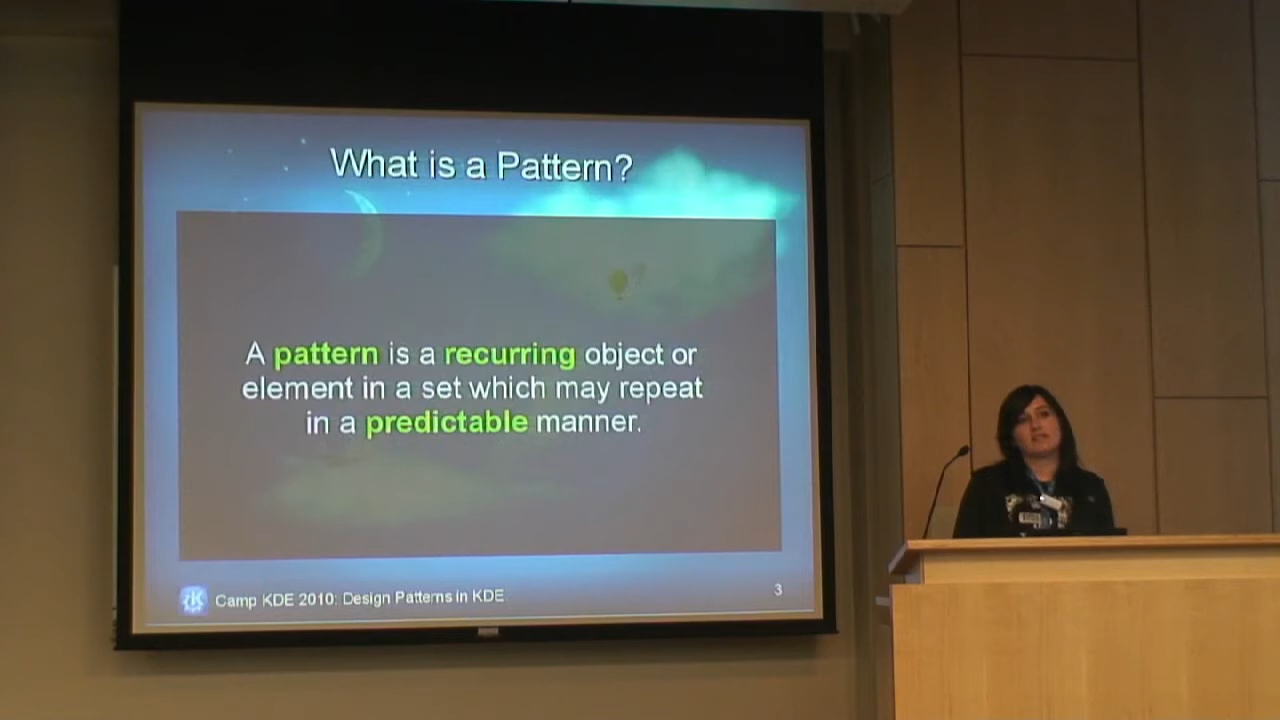 What is a Pattern?
A pattern is a recurring object or
element in a set which may repeat
in a predictable manner.
Camp KDE 2010: Design Patterns in KDE
3